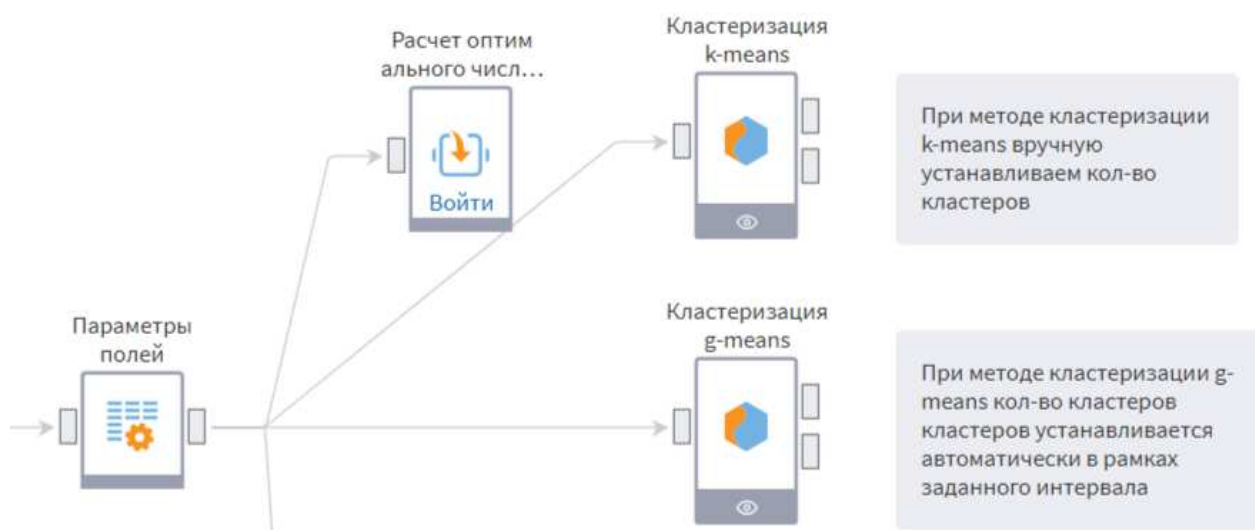 Расчет оптим
ального числ...
Войти
Кластеризация
k-means
При методе кластеризации
k-means вручную
устанавливаем кол-во
кластеров
Параметры
полей
Кластеризация
g-means
При методе кластеризации g-
means кол-во кластеров
кластеров устанавливается
автоматически в рамках
заданного интервала